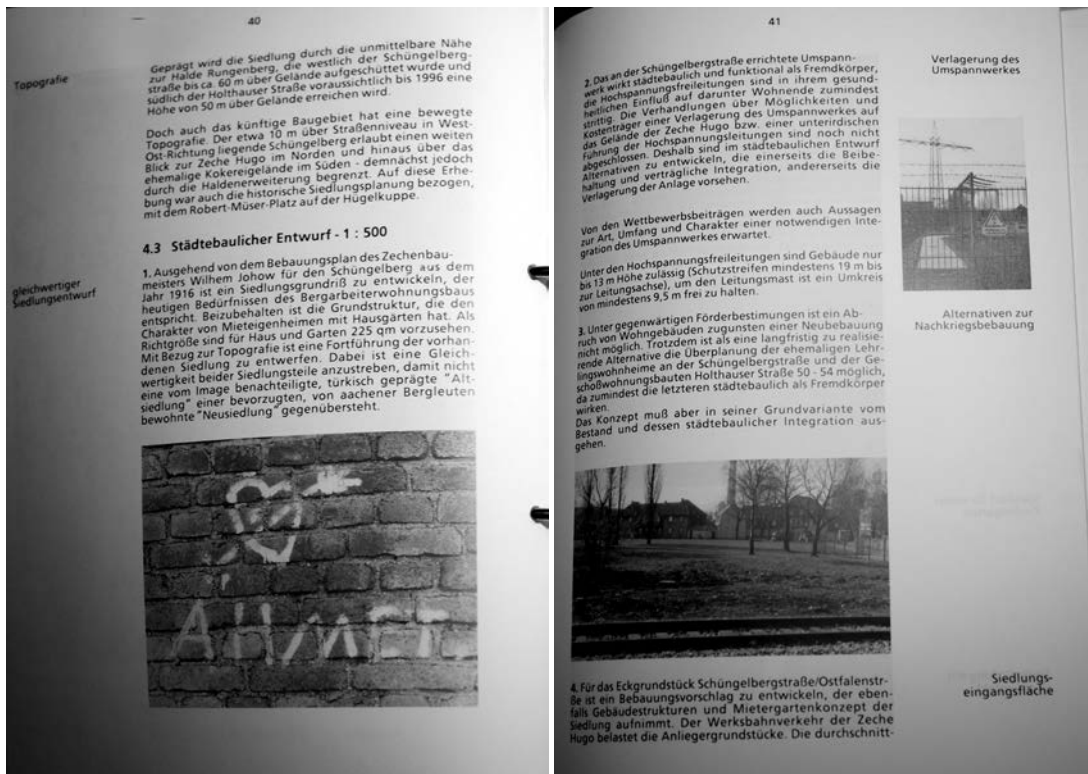 40
Topografie
Geprägt wird die Siedlung durch die unmittelbare Nähe
zur Halde Rungenberg, die westlich der Schüngelberg-
straße bis ca. 60 m über Gelände aufgeschüttet wurde und
südlich der Holthauser Straße voraussichtlich bis 1996 eine
Höhe von 50 m über Gelände erreichen wird.
Doch auch das künftige Baugebiet hat eine bewegte
Topografie. Der etwa 10 m über Straßenniveau in West-
Ost-Richtung liegende Schüngelberg erlaubt einen weiten
Blick zur Zeche Hugo im Norden und hinaus über das
ehemalige Kokereigelände im Süden - demnächst jedoch
durch die Haldenerweiterung begrenzt. Auf diese Erhe-
bung war auch die historische Siedlungsplanung bezogen,
mit dem Robert-Müser-Platz auf der Hügelkuppe.
4.3 Städtebaulicher Entwurf - 1 : 500
gleichwertiger
Siedlungsentwurf
1. Ausgehend von dem Bebauungsplan des Zechenbau-
meisters Wilhem Johow für den Schüngelberg aus dem
Jahr 1916 ist ein Siedlungsgrundriß zu entwickeln, der
heutigen Bedürfnissen des Bergarbeiterwohnungsbaus
entspricht. Beizubehalten ist die Grundstruktur, die den
Charakter von Mieteigenheimen mit Hausgärten hat. Als
Richtgröße sind für Haus und Garten 225 qm vorzusehen.
Mit Bezug zur Topografie ist eine Fortführung der vorhan-
denen Siedlung zu entwerfen. Dabei ist eine Gleich-
wertigkeit beider Siedlungsteile anzustreben, damit nicht
eine vom Image benachteiligte, türkisch geprägte "Alt-
siedlung" einer bevorzugten, von aachener Bergleuten
bewohnte "Neusiedlung" gegenübersteht.
AHMET
41
2. Das an der Schüngelbergstraße errichtete Umspann-
werk wirkt städtebaulich und funktional als Fremdkörper,
die Hochspannungsfreileitungen sind in ihrem gesund-
heitlichen Einfluß auf darunter Wohnende zumindest
strittig. Die Verhandlungen über Möglichkeiten und
Kostenträger einer Verlagerung des Umspannwerkes auf
das Gelände der Zeche Hugo bzw. einer unterirdischen
Führung der Hochspannungsleitungen sind noch nicht
abgeschlossen. Deshalb sind im städtebaulichen Entwurf
Alternativen zu entwickeln, die einerseits die Beibe-
haltung und verträgliche Integration, andererseits die
Verlagerung der Anlage vorsehen.
Verlagerung des
Umspannwerkes
Von den Wettbewerbsbeiträgen werden auch Aussagen
zur Art, Umfang und Charakter einer notwendigen Inte-
gration des Umspannwerkes erwartet.
Unter den Hochspannungsfreileitungen sind Gebäude nur
bis 13 m Höhe zulässig (Schutzstreifen mindestens 19 m bis
zur Leitungsachse), um den Leitungsmast ist ein Umkreis
von mindestens 9,5 m frei zu halten.
Alternativen zur
Nachkriegsbebauung
3. Unter gegenwärtigen Förderbestimungen ist ein Ab-
ruch von Wohngebäuden zugunsten einer Neubebauung
nicht möglich. Trotzdem ist als eine langfristig zu realisie-
rende Alternative die Überplanung der ehemaligen Lehr-
lingswohnheime an der Schüngelbergstraße und der Ge-
schoßwohnungsbauten Holthauser Straße 50 - 54 möglich,
da zumindest die letzteren städtebaulich als Fremdkörper
wirken.
Das Konzept muß aber in seiner Grundvariante vom
Bestand und dessen städtebaulicher Integration aus-
gehen.
4. Für das Eckgrundstück Schüngelbergstraße/Ostfalenstr-
ße ist ein Bebauungsvorschlag zu entwickeln, der eben-
falls Gebäudestrukturen und Mietergartenkonzept der
Siedlung aufnimmt. Der Werksbahnverkehr der Zeche
Hugo belastet die Anliegergrundstücke. Die durchschnitt-
Siedlungs-
eingangsfläche